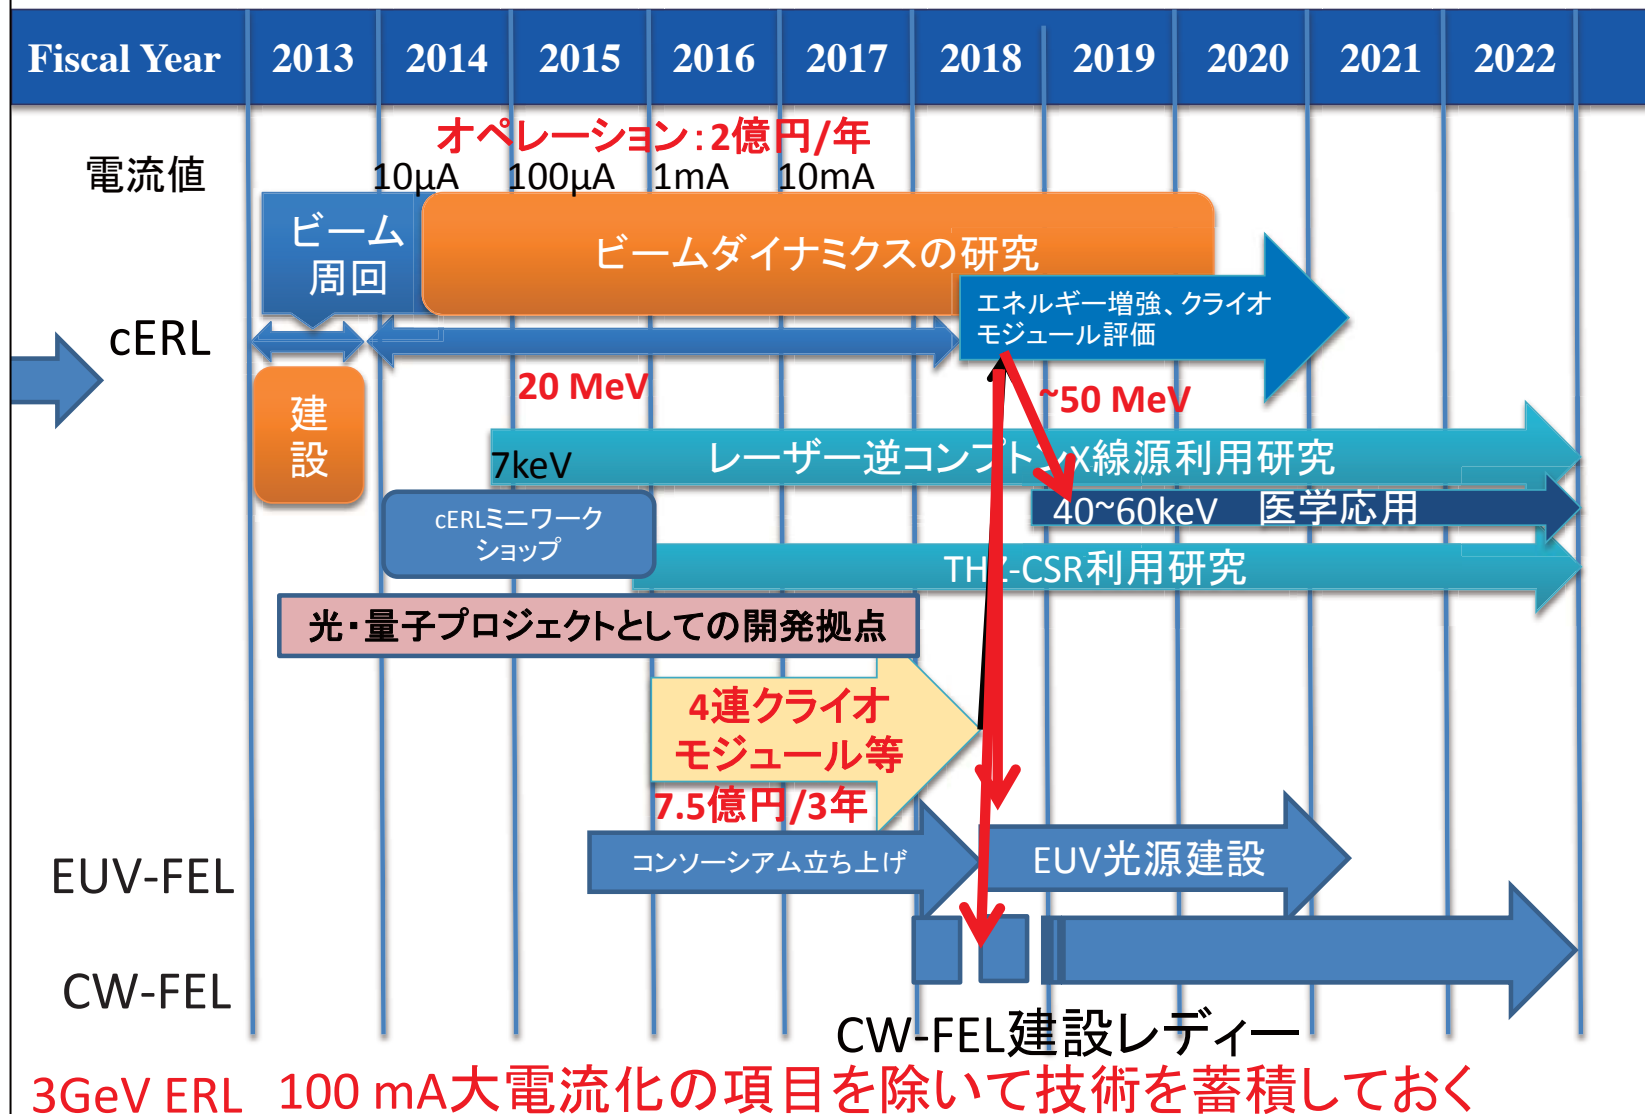 Fiscal Year 2013 2014 2015 2016 2017 2018 2019 2020 2021 2022
オペレーション：2億円/年
電流値 10μA 100μA 1mA 10mA
ビーム
周回
ビームダイナミクスの研究
エネルギー増強、クライオ
モジュール評価
cERL
20 MeV
~50 MeV
建
設
レーザー逆コンプトンX線源利用研究
7keV
40~60keV 医学応用
cERLミニワーク
ショップ
THZ-CSR利用研究
光・量子プロジェクトとしての開発拠点
4連クライオ
モジュール等
7.5億円/3年
コンソーシアム立ち上げ
EUV光源建設
EUV-FEL
CW-FEL
CW-FEL建設レディー
3GeV ERL 100 mA大電流化の項目を除いて技術を蓄積しておく